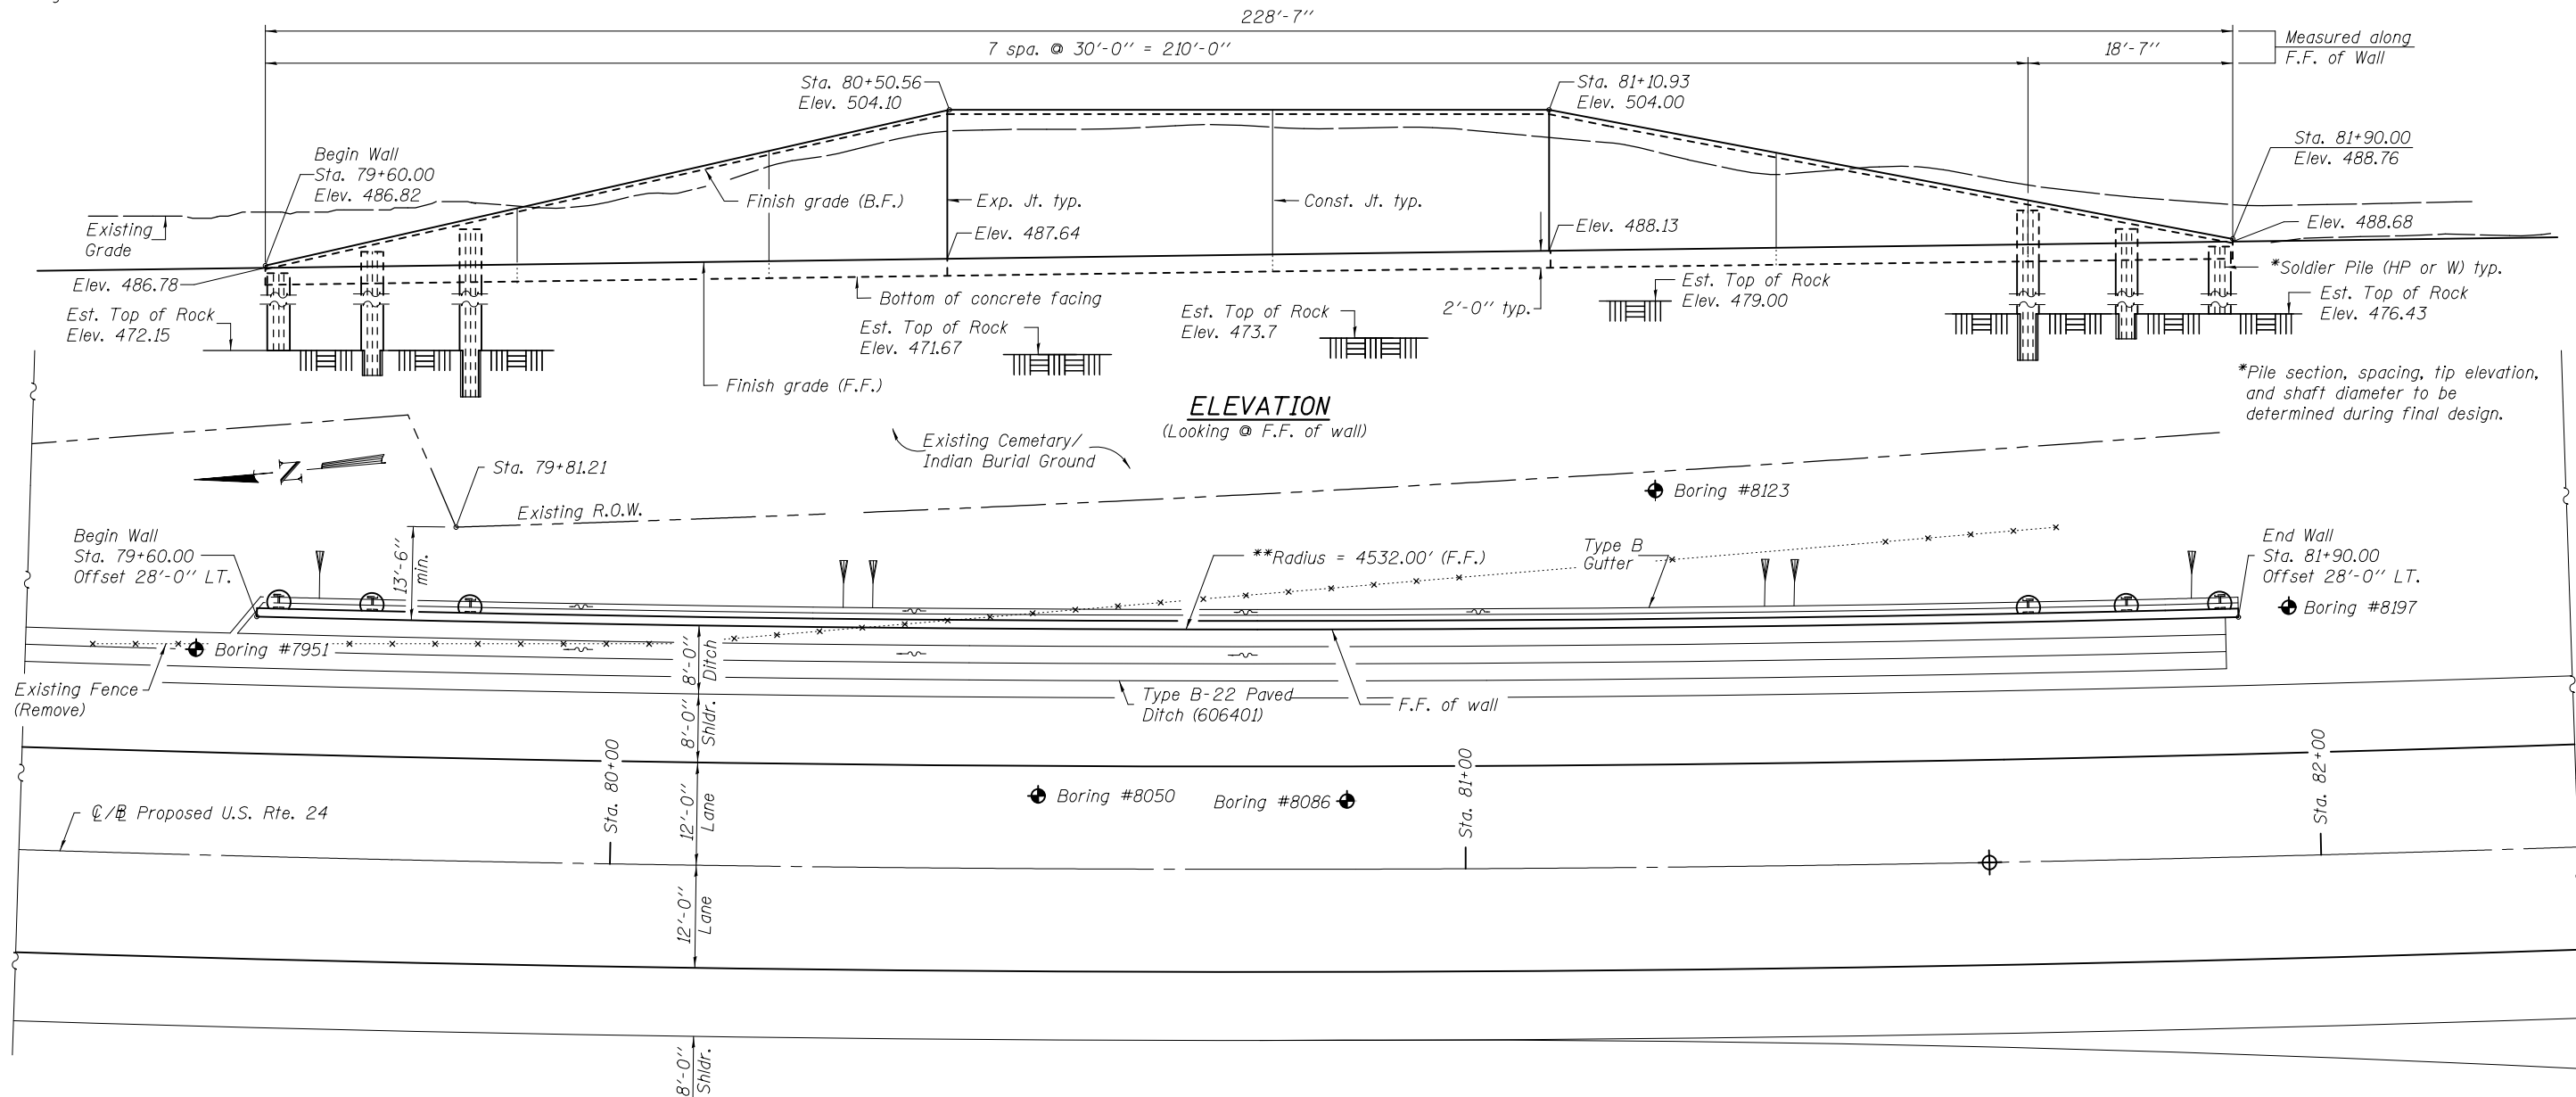 228'-7"
7 spa. @ 30'-0" = 210'-0"
18'-7"
Measured along
F.F. of Wall
Sta. 80+50.56
Elev. 504.10
Sta. 81+10.93
Elev. 504.00
Sta. 81+90.00
Elev. 488.76
Begin Wall
Sta. 79+60.00
Elev. 486.82
Finish grade (B.F.)
Exp. Jt. typ.
Const. Jt. typ.
Existing
Grade
Elev. 487.64
Elev. 488.13
Elev. 488.68
Elev. 486.78
*Soldier Pile (HP or W) typ.
Bottom of concrete facing
Est. Top of Rock
Elev. 479.00
2'-0" typ.
Est. Top of Rock
Elev. 472.15
Est. Top of Rock
Elev. 471.67
Est. Top of Rock
Elev. 473.7
Est. Top of Rock
Elev. 476.43
Finish grade (F.F.)
*Pile section, spacing, tip elevation,
and shaft diameter to be
determined during final design.
ELEVATION
(Looking @ F.F. of wall)
Existing Cemetary/
Indian Burial Ground
N
Sta. 79+81.21
Existing R.O.W.
Boring #8123
Begin Wall
Sta. 79+60.00
Offset 28'-0" LT.
13'-6"
min.
**Radius = 4532.00' (F.F.)
Type B
Gutter
End Wall
Sta. 81+90.00
Offset 28'-0" LT.
Boring #8197
Boring #7951
8'-0"
Ditch
Existing Fence
(Remove)
Type B-22 Paved
Ditch (606401)
F.F. of wall
8'-0"
Shldr.
Sta. 80+00
12'-0"
Lane
Boring #8050
Boring #8086
Sta. 81+00
Sta. 82+00
℄/B Proposed U.S. Rte. 24
12'-0"
Lane
8'-0"
Shldr.